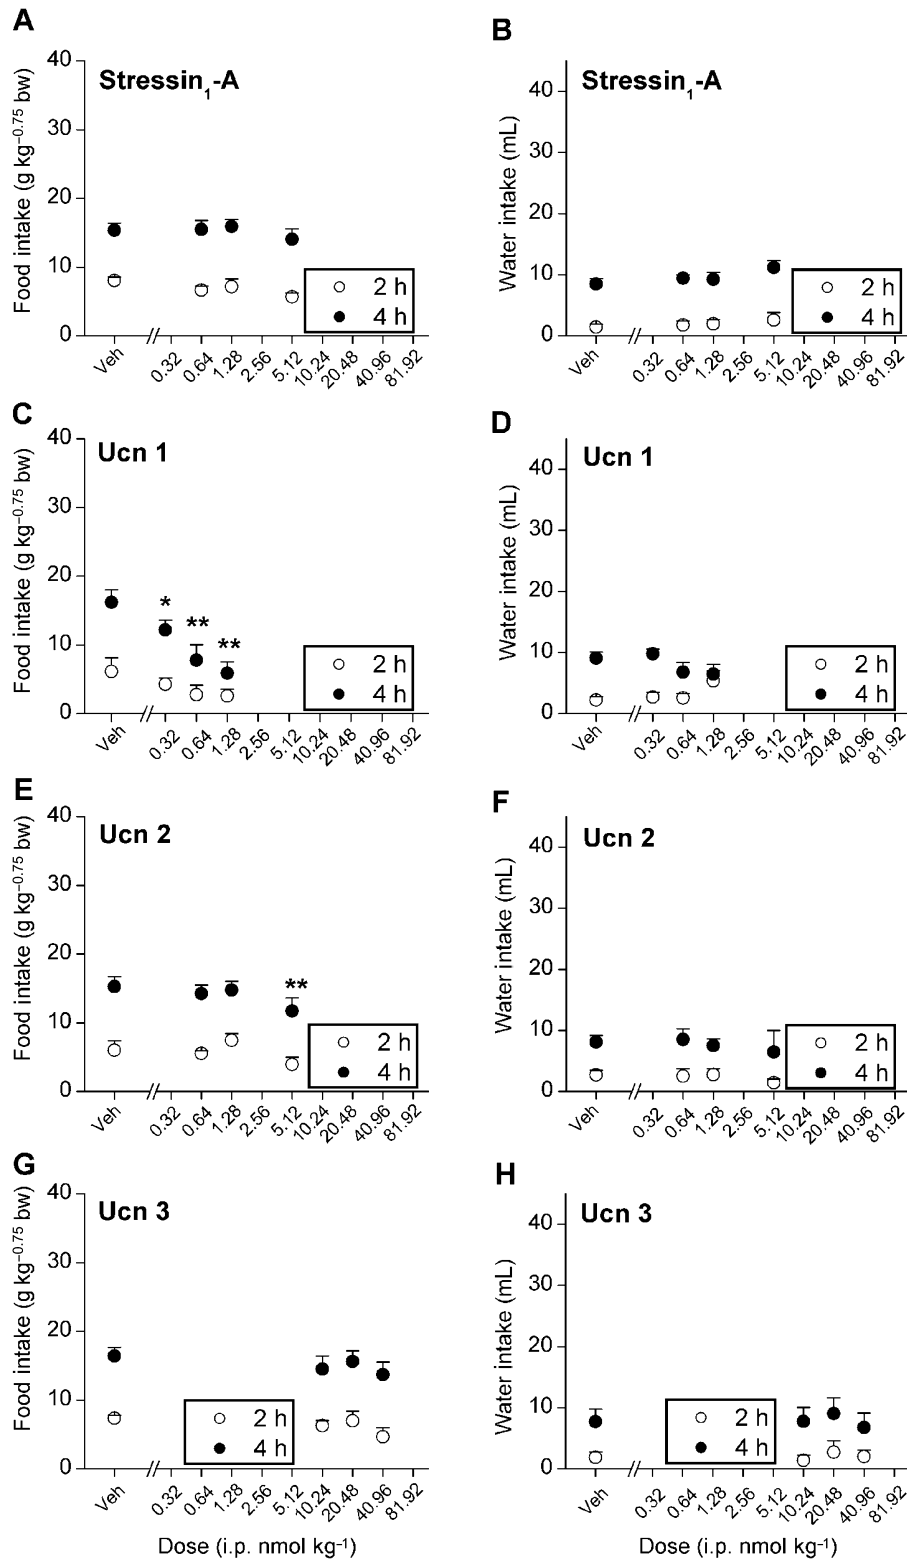 A
B
Food intake (g kg–0.75 bw)
40
30
20
10
0
Stressin1-A
2 h
4 h
Veh
0.32
0.64
1.28
2.56
5.12
10.24
20.48
40.96
81.92
Water intake (mL)
40
30
20
10
0
Stressin1-A
2 h
4 h
Veh
0.32
0.64
1.28
2.56
5.12
10.24
20.48
40.96
81.92
C
D
Food intake (g kg–0.75 bw)
40
30
20
10
0
Ucn 1
*
**
**
2 h
4 h
Veh
0.32
0.64
1.28
2.56
5.12
10.24
20.48
40.96
81.92
Water intake (mL)
40
30
20
10
0
Ucn 1
2 h
4 h
Veh
0.32
0.64
1.28
2.56
5.12
10.24
20.48
40.96
81.92
E
F
Food intake (g kg–0.75 bw)
40
30
20
10
0
Ucn 2
**
2 h
4 h
Veh
0.32
0.64
1.28
2.56
5.12
10.24
20.48
40.96
81.92
Water intake (mL)
40
30
20
10
0
Ucn 2
2 h
4 h
Veh
0.32
0.64
1.28
2.56
5.12
10.24
20.48
40.96
81.92
G
H
Food intake (g kg–0.75 bw)
40
30
20
10
0
Ucn 3
2 h
4 h
Veh
0.32
0.64
1.28
2.56
5.12
10.24
20.48
40.96
81.92
Dose (i.p. nmol kg–1)
Water intake (mL)
40
30
20
10
0
Ucn 3
2 h
4 h
Veh
0.32
0.64
1.28
2.56
5.12
10.24
20.48
40.96
81.92
Dose (i.p. nmol kg–1)